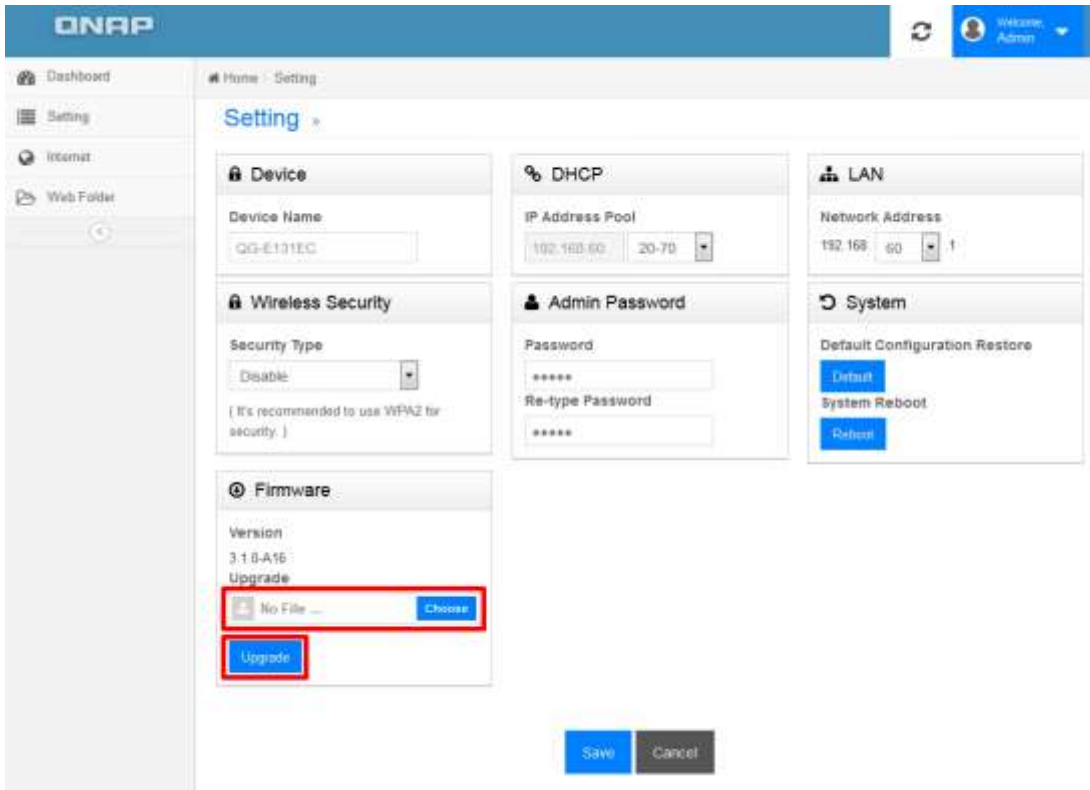 QNAP
Welcome,
Admin
Dashboard
Setting
Internet
Web Folder
Home Setting
Setting »
Device
Device Name
QG-E131EC
DHCP
IP Address Pool
192.168.60
20-70
LAN
Network Address
192.168
60
1
Wireless Security
Security Type
Disable
( It's recommended to use WPA2 for
security. )
Admin Password
Password
•••••
Re-type Password
•••••
System
Default Configuration Restore
Default
System Reboot
Reboot
Firmware
Version
3.1.0-A16
Upgrade
No File ...
Choose
Upgrade
Save
Cancel